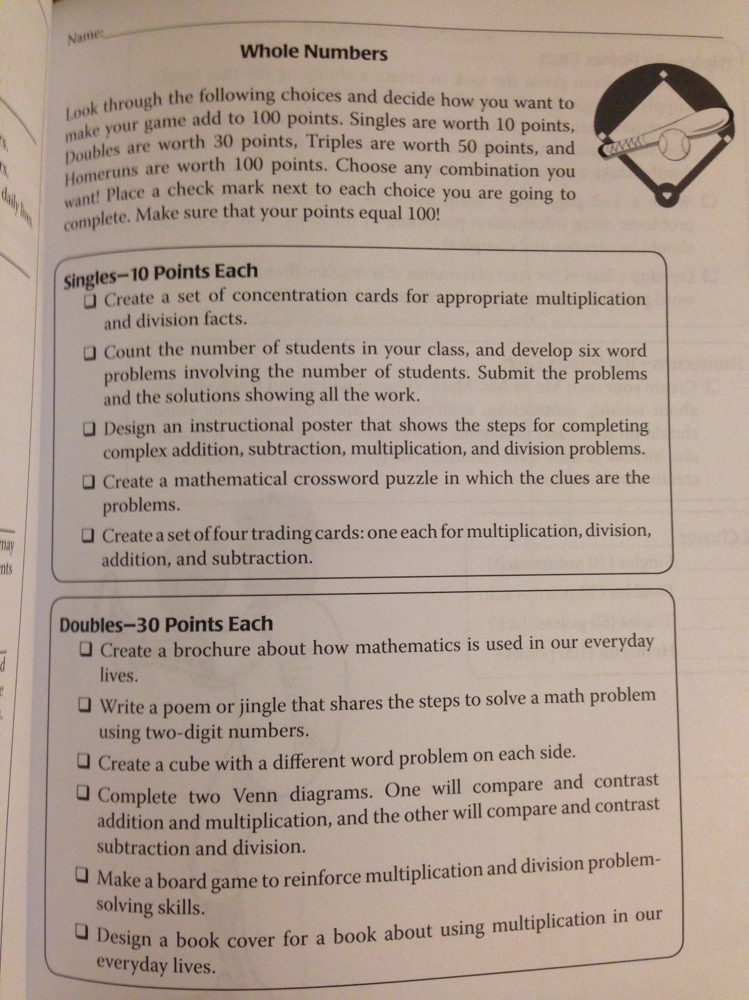 Name:
Whole Numbers
Look through the following choices and decide how you want to
make your game add to 100 points. Singles are worth 10 points,
Doubles are worth 30 points, Triples are worth 50 points, and
Homeruns are worth 100 points. Choose any combination you
want! Place a check mark next to each choice you are going to
complete. Make sure that your points equal 100!
Singles–10 Points Each
❑ Create a set of concentration cards for appropriate multiplication
and division facts.
❑ Count the number of students in your class, and develop six word
problems involving the number of students. Submit the problems
and the solutions showing all the work.
❑ Design an instructional poster that shows the steps for completing
complex addition, subtraction, multiplication, and division problems.
❑ Create a mathematical crossword puzzle in which the clues are the
problems.
❑ Create a set of four trading cards: one each for multiplication, division,
addition, and subtraction.
Doubles–30 Points Each
❑ Create a brochure about how mathematics is used in our everyday
lives.
❑ Write a poem or jingle that shares the steps to solve a math problem
using two-digit numbers.
❑ Create a cube with a different word problem on each side.
❑ Complete two Venn diagrams. One will compare and contrast
addition and multiplication, and the other will compare and contrast
subtraction and division.
❑ Make a board game to reinforce multiplication and division problem-
solving skills.
❑ Design a book cover for a book about using multiplication in our
everyday lives.